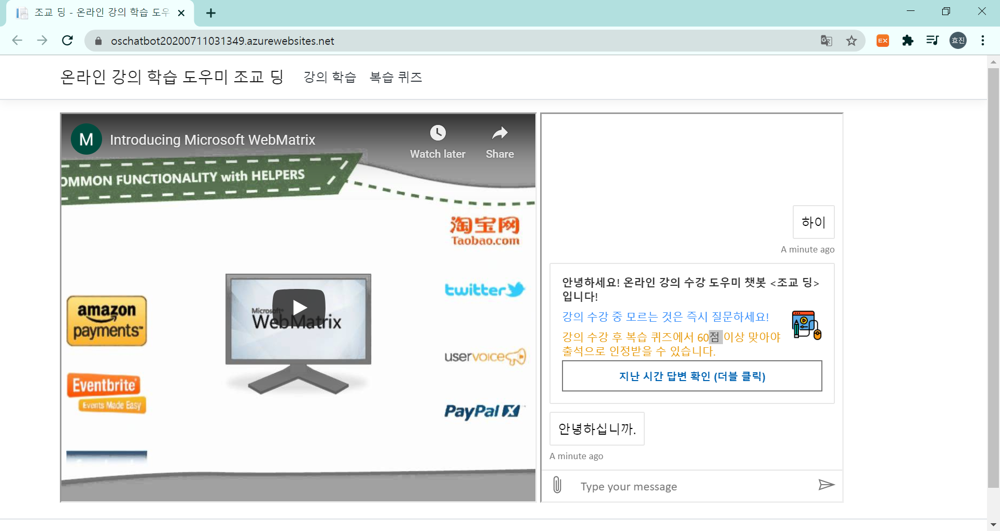 조교 딩 - 온라인 강의 학습 도우
oschatbot20200711031349.azurewebsites.net
EX
효진
온라인 강의 학습 도우미 조교 딩
강의 학습
복습 퀴즈
M
Introducing Microsoft WebMatrix
Watch later
Share
OMMON FUNCTIONALITY with HELPERS
淘宝网
Taobao.com
twitter
amazon
payments™
Microsoft®
WebMatrix
uservoice
Eventbrite®
Events Made Easy
PayPal X
하이
A minute ago
안녕하세요! 온라인 강의 수강 도우미 챗봇 <조교 딩>
입니다!
강의 수강 중 모르는 것은 즉시 질문하세요!
강의 수강 후 복습 퀴즈에서 60점 이상 맞아야
출석으로 인정받을 수 있습니다.
지난 시간 답변 확인 (더블 클릭)
안녕하십니까.
A minute ago
Type your message